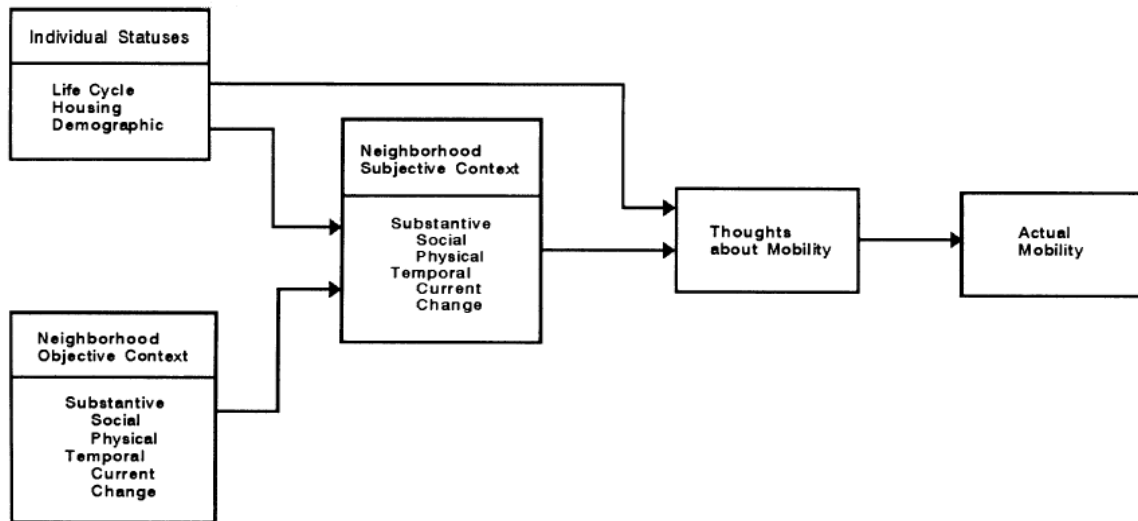 Individual Statuses
Life Cycle
Housing
Demographic
Neighborhood
Subjective Context
Substantive
Social
Physical
Temporal
Current
Change
Neighborhood
Objective Context
Substantive
Social
Physical
Temporal
Current
Change
Thoughts
about Mobility
Actual
Mobility